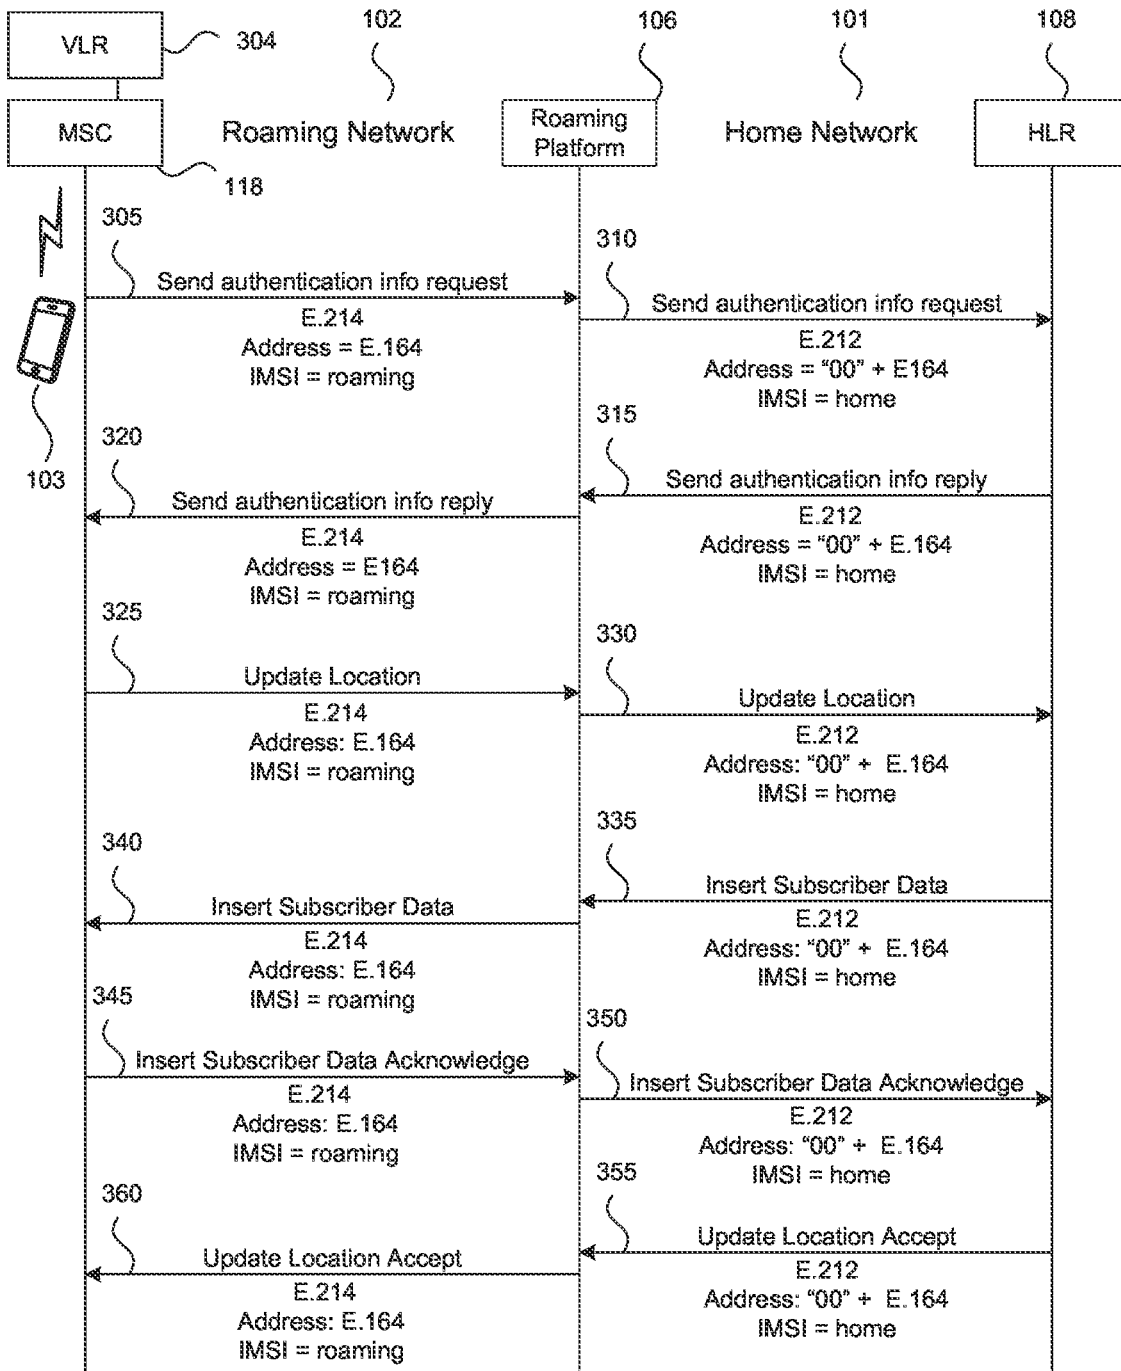 102
106
101
108
VLR
304
MSC
Roaming Network
Roaming
Platform
Home Network
HLR
118
305
310
Send authentication info request
Send authentication info request
E.214
Address = E.164
IMSI = roaming
E.212
Address = "00" + E164
IMSI = home
103
320
315
Send authentication info reply
Send authentication info reply
E.214
Address = E164
IMSI = roaming
E.212
Address = "00" + E.164
IMSI = home
325
330
Update Location
Update Location
E.214
Address: E.164
IMSI = roaming
E.212
Address: "00" + E.164
IMSI = home
340
335
Insert Subscriber Data
Insert Subscriber Data
E.214
Address: E.164
IMSI = roaming
E.212
Address: "00" + E.164
IMSI = home
345
350
Insert Subscriber Data Acknowledge
Insert Subscriber Data Acknowledge
E.214
Address: E.164
IMSI = roaming
E.212
Address: "00" + E.164
IMSI = home
360
355
Update Location Accept
Update Location Accept
E.214
Address: E.164
IMSI = roaming
E.212
Address: "00" + E.164
IMSI = home